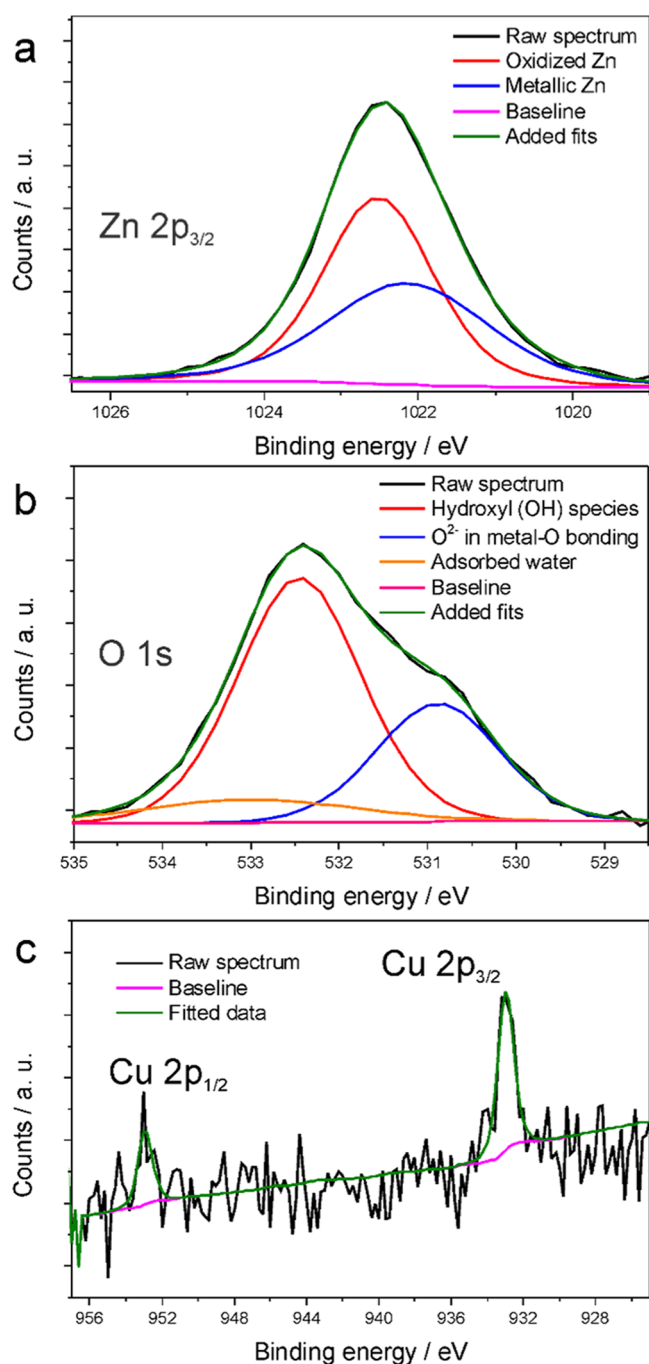 a
Raw spectrum
Oxidized Zn
Metallic Zn
Baseline
Added fits
Zn 2p3/2
Counts / a. u.
1026 1024 1022 1020
Binding energy / eV
b
Raw spectrum
Hydroxyl (OH) species
O2- in metal-O bonding
Adsorbed water
Baseline
Added fits
O 1s
Counts / a. u.
535 534 533 532 531 530 529
Binding energy / eV
c
Raw spectrum
Baseline
Fitted data
Cu 2p3/2
Cu 2p1/2
Counts / a. u.
956 952 948 944 940 936 932 928
Binding energy / eV